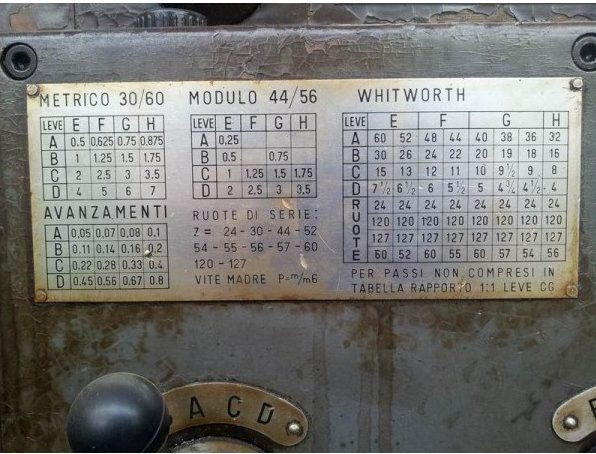 METRICO 30/60
LEVE E F G H
A 0.5 0.625 0.75 0.875
B 1 1.25 1.5 1.75
C 2 2.5 3 3.5
D 4 5 6 7
AVANZAMENTI
A 0,05 0,07 0,08 0,1
B 0.11 0.14 0.16 0.2
C 0.22 0.28 0.33 0.4
D 0.45 0.56 0.67 0.8
MODULO 44/56
LEVE E F G H
A 0.25
B 0.5 0.75
C 1 1.25 1.5 1.75
D 2 2.5 3 3.5
RUOTE DI SERIE:
Z = 24-30-44-52
54-55-56-57-60
120-127
VITE MADRE P=m/m6
WHITWORTH
LEVE E F G H
A 60 52 48 44 40 38 36 32
B 30 26 24 22 20 19 18 16
C 15 13 12 11 10 9½ 9 8
D 7½ 6½ 6 5½ 5 4¾ 4½ 4
RUOTE
24 24 24 24 24 24 24 24
120 120 120 120 120 120 120 120
127 127 127 127 127 127 127 127
60 52 60 55 60 57 54 56
PER PASSI NON COMPRESI IN
TABELLA RAPPORTO 1:1 LEVE CG
A C D